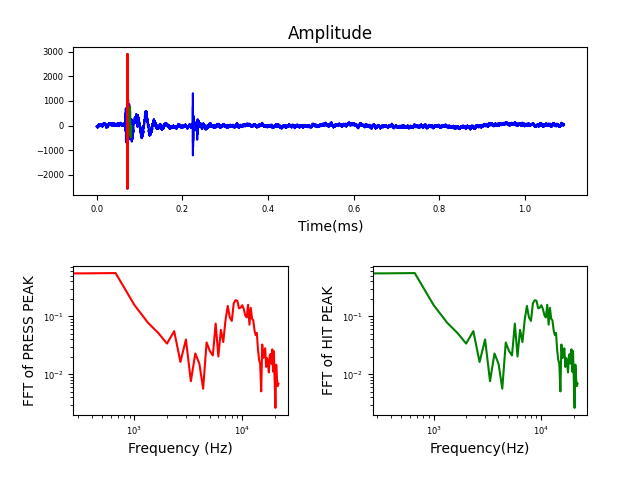 Amplitude
3000
2000
1000
0
−1000
−2000
0.0 0.2 0.4 0.6 0.8 1.0
Time(ms)
FFT of PRESS PEAK
10⁻¹
10⁻²
10³ 10⁴
Frequency (Hz)
FFT of HIT PEAK
10⁻¹
10⁻²
10³ 10⁴
Frequency(Hz)